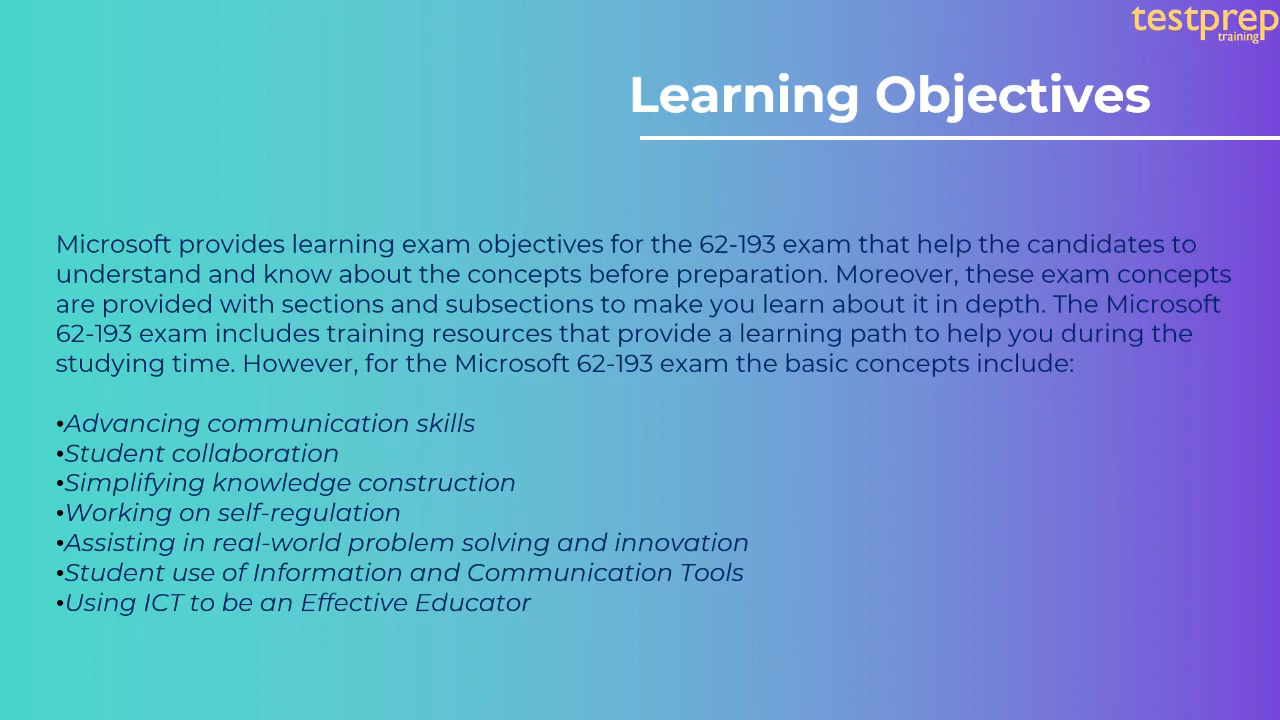 testprep
training
Learning Objectives
Microsoft provides learning exam objectives for the 62-193 exam that help the candidates to
understand and know about the concepts before preparation. Moreover, these exam concepts
are provided with sections and subsections to make you learn about it in depth. The Microsoft
62-193 exam includes training resources that provide a learning path to help you during the
studying time. However, for the Microsoft 62-193 exam the basic concepts include:
•Advancing communication skills
•Student collaboration
•Simplifying knowledge construction
•Working on self-regulation
•Assisting in real-world problem solving and innovation
•Student use of Information and Communication Tools
•Using ICT to be an Effective Educator